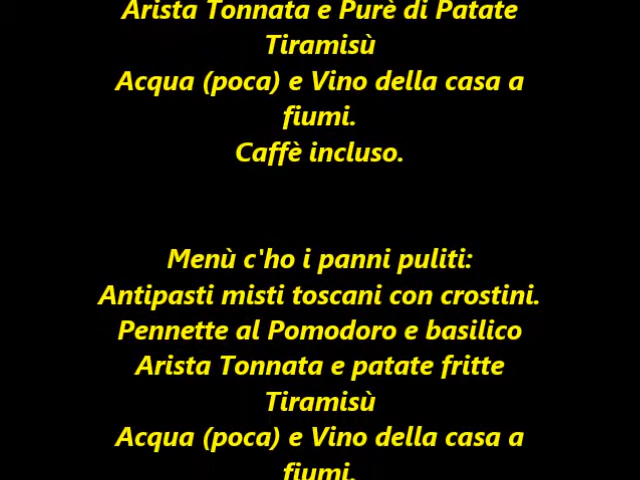 Arista Tonnata e Purè di Patate
Tiramisù
Acqua (poca) e Vino della casa a
fiumi.
Caffè incluso.
Menù c'ho i panni puliti:
Antipasti misti toscani con crostini.
Pennette al Pomodoro e basilico
Arista Tonnata e patate fritte
Tiramisù
Acqua (poca) e Vino della casa a
fiumi.